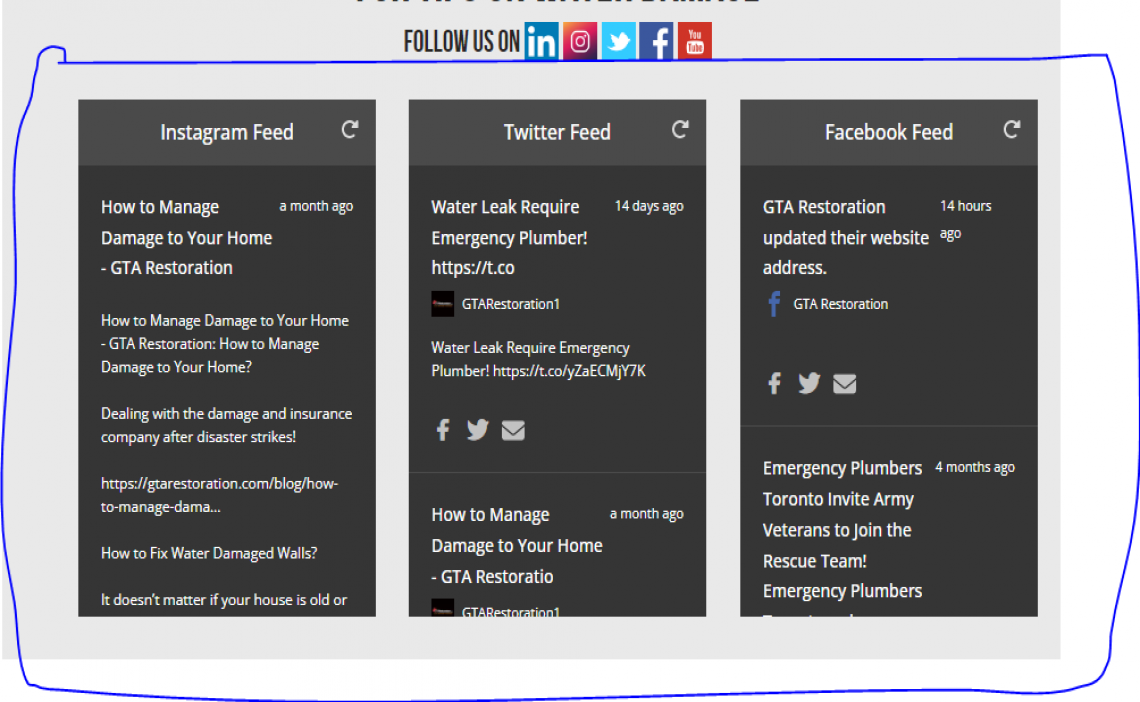 FOR TIPS ON WATER DAMAGE
FOLLOW US ON in f You Tube
Instagram Feed
How to Manage a month ago
Damage to Your Home
- GTA Restoration
How to Manage Damage to Your Home
- GTA Restoration: How to Manage
Damage to Your Home?
Dealing with the damage and insurance
company after disaster strikes!
https://gtarestoration.com/blog/how-
to-manage-dama...
How to Fix Water Damaged Walls?
It doesn't matter if your house is old or
Twitter Feed
Water Leak Require 14 days ago
Emergency Plumber!
https://t.co
GTARestoration1
Water Leak Require Emergency
Plumber! https://t.co/yZaECMjY7K
How to Manage a month ago
Damage to Your Home
- GTA Restoratio
GTARestoration1
Facebook Feed
GTA Restoration 14 hours
updated their website ago
address.
GTA Restoration
Emergency Plumbers 4 months ago
Toronto Invite Army
Veterans to Join the
Rescue Team!
Emergency Plumbers